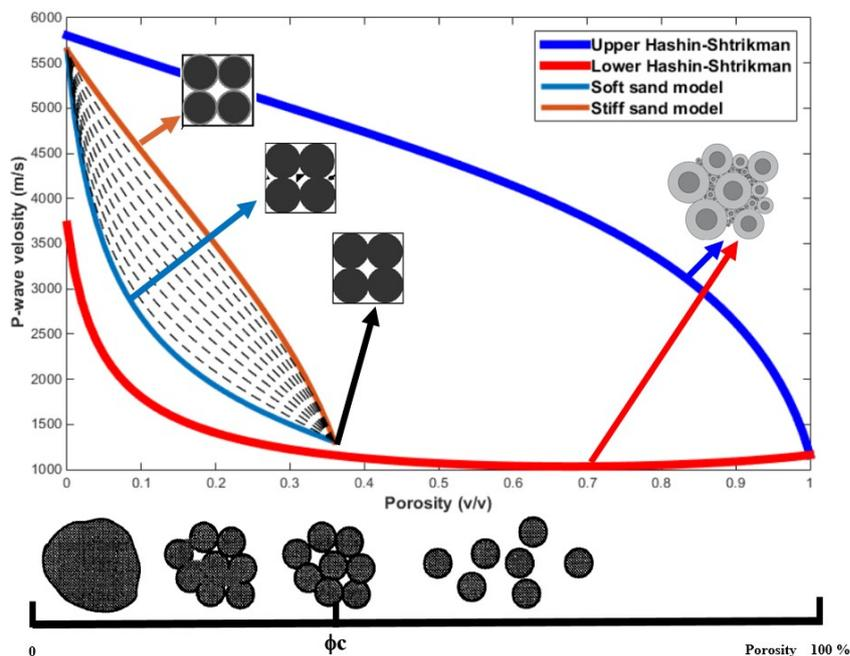 6000
5500
5000
4500
4000
3500
3000
2500
2000
1500
1000
P-wave velosity (m/s)
Upper Hashin-Shtrikman
Lower Hashin-Shtrikman
Soft sand model
Stiff sand model
0 0.1 0.2 0.3 0.4 0.5 0.6 0.7 0.8 0.9 1
Porosity (v/v)
0 ϕc Porosity 100 %